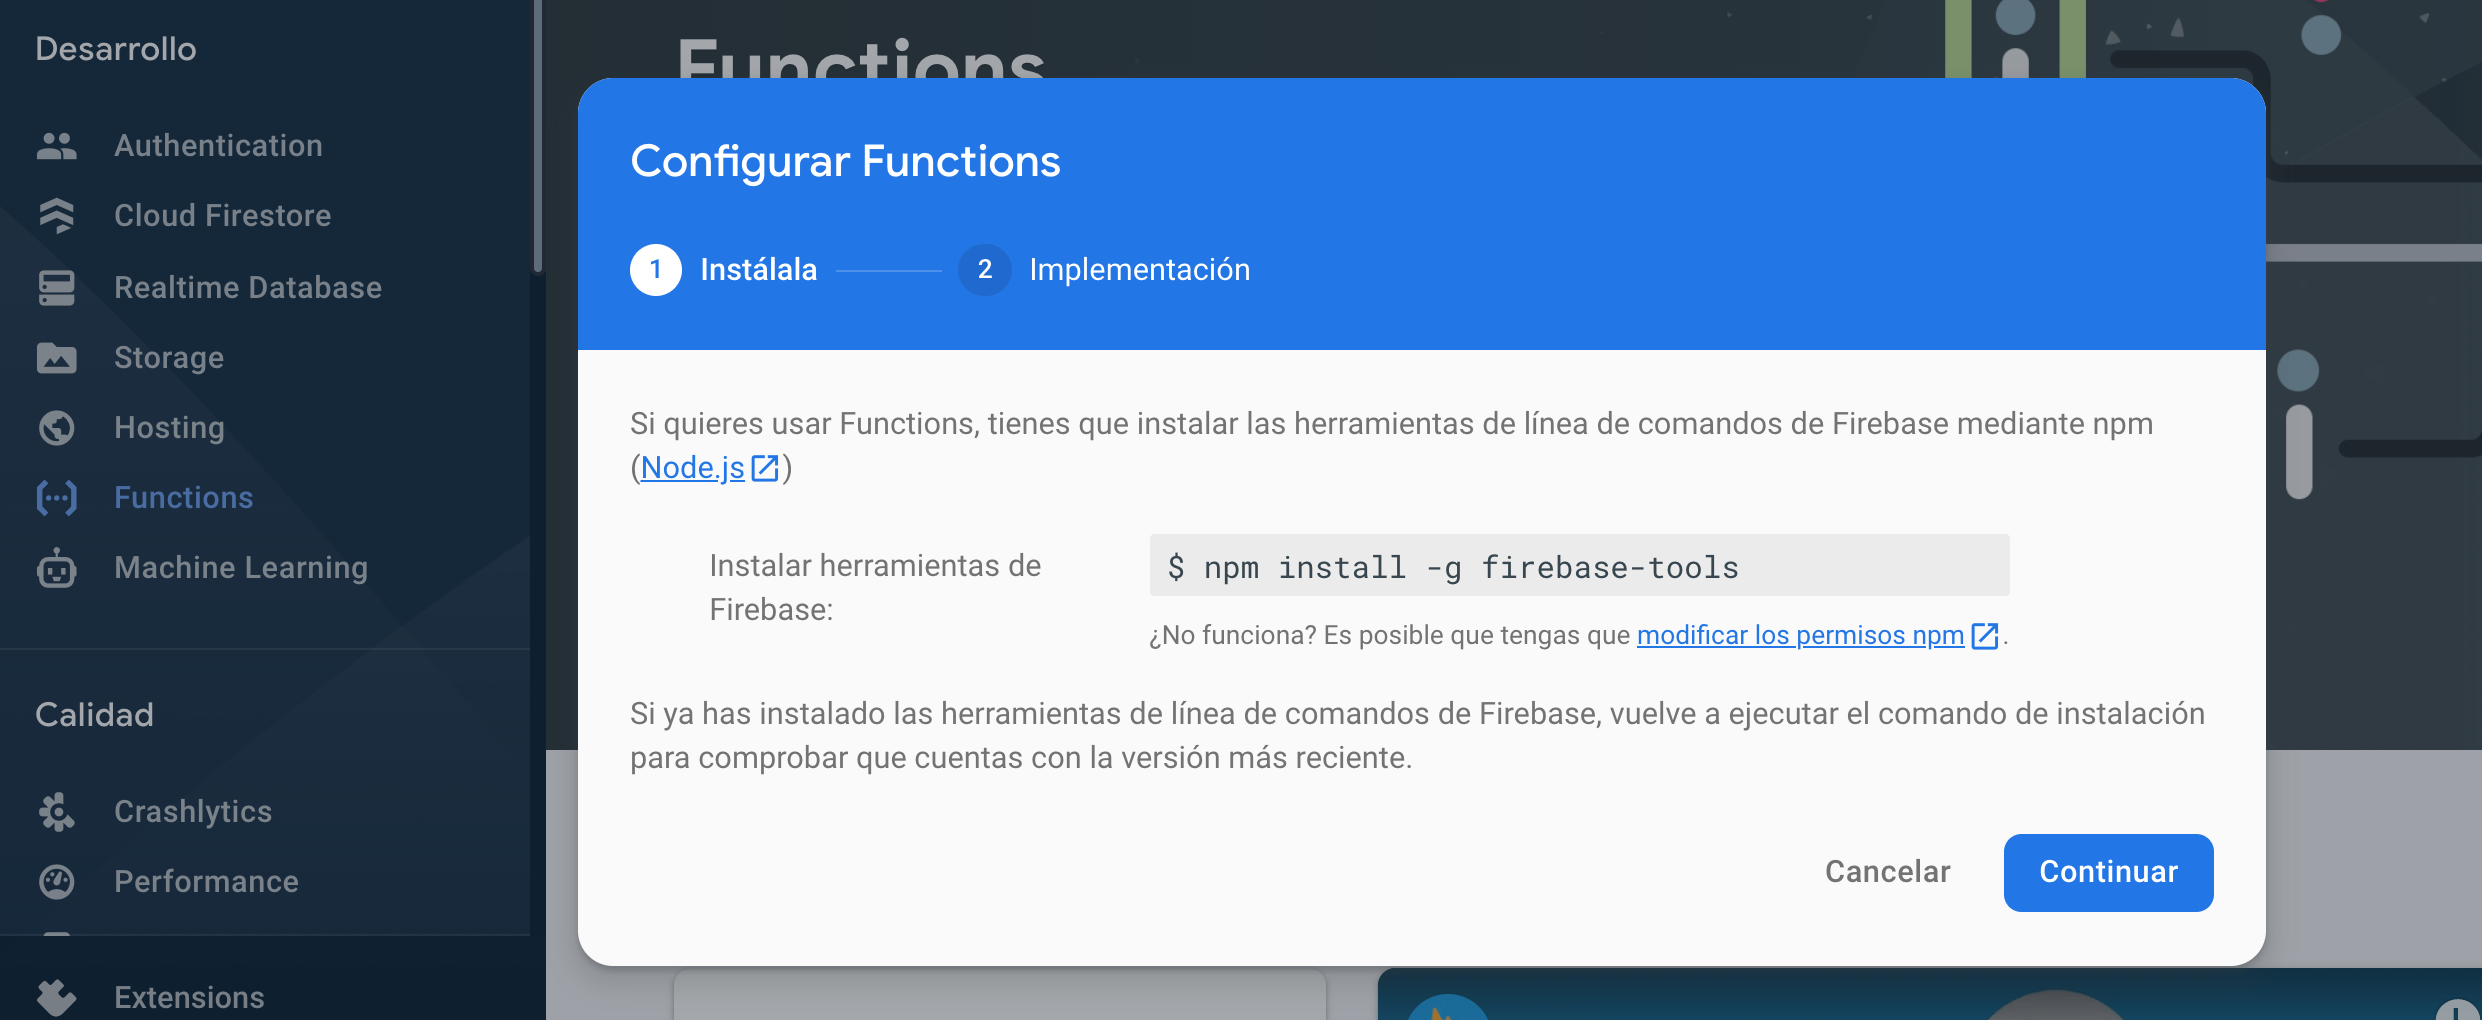 Desarrollo
Authentication
Cloud Firestore
Realtime Database
Storage
Hosting
Functions
Machine Learning
Calidad
Crashlytics
Performance
Extensions
Functions
Configurar Functions
1 Instálala 2 Implementación
Si quieres usar Functions, tienes que instalar las herramientas de línea de comandos de Firebase mediante npm
(Node.js)
Instalar herramientas de
Firebase:
$ npm install -g firebase-tools
¿No funciona? Es posible que tengas que modificar los permisos npm.
Si ya has instalado las herramientas de línea de comandos de Firebase, vuelve a ejecutar el comando de instalación
para comprobar que cuentas con la versión más reciente.
Cancelar Continuar